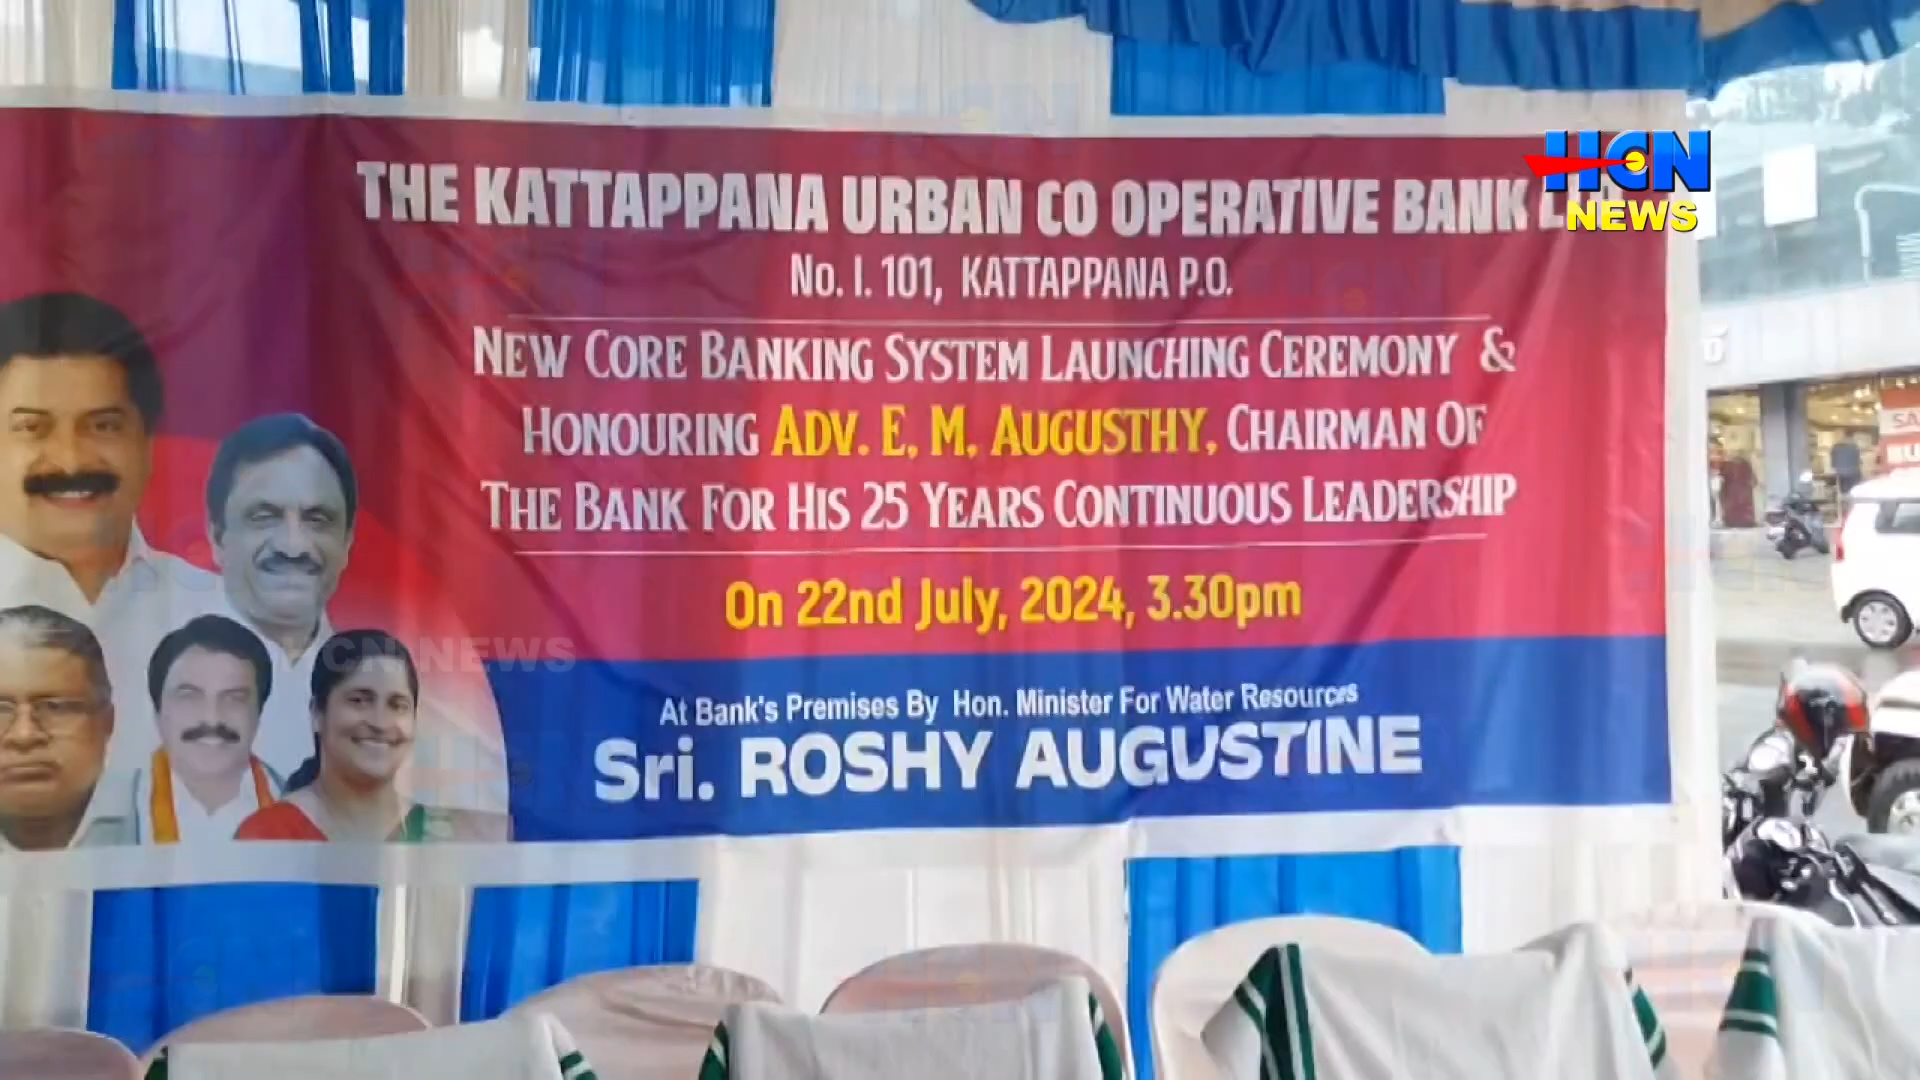 THE KATTAPPANA URBAN CO OPERATIVE BANK
No. I. 101, KATTAPPANA P.O.
NEW CORE BANKING SYSTEM LAUNCHING CEREMONY &
HONOURING ADV. E. M. AUGUSTHY, CHAIRMAN OF
THE BANK FOR HIS 25 YEARS CONTINUOUS LEADERSHIP
On 22nd July, 2024, 3.30pm
At Bank's Premises By Hon. Minister For Water Resources
Sri. ROSHY AUGUSTINE
HCN
NEWS
CN NEWS